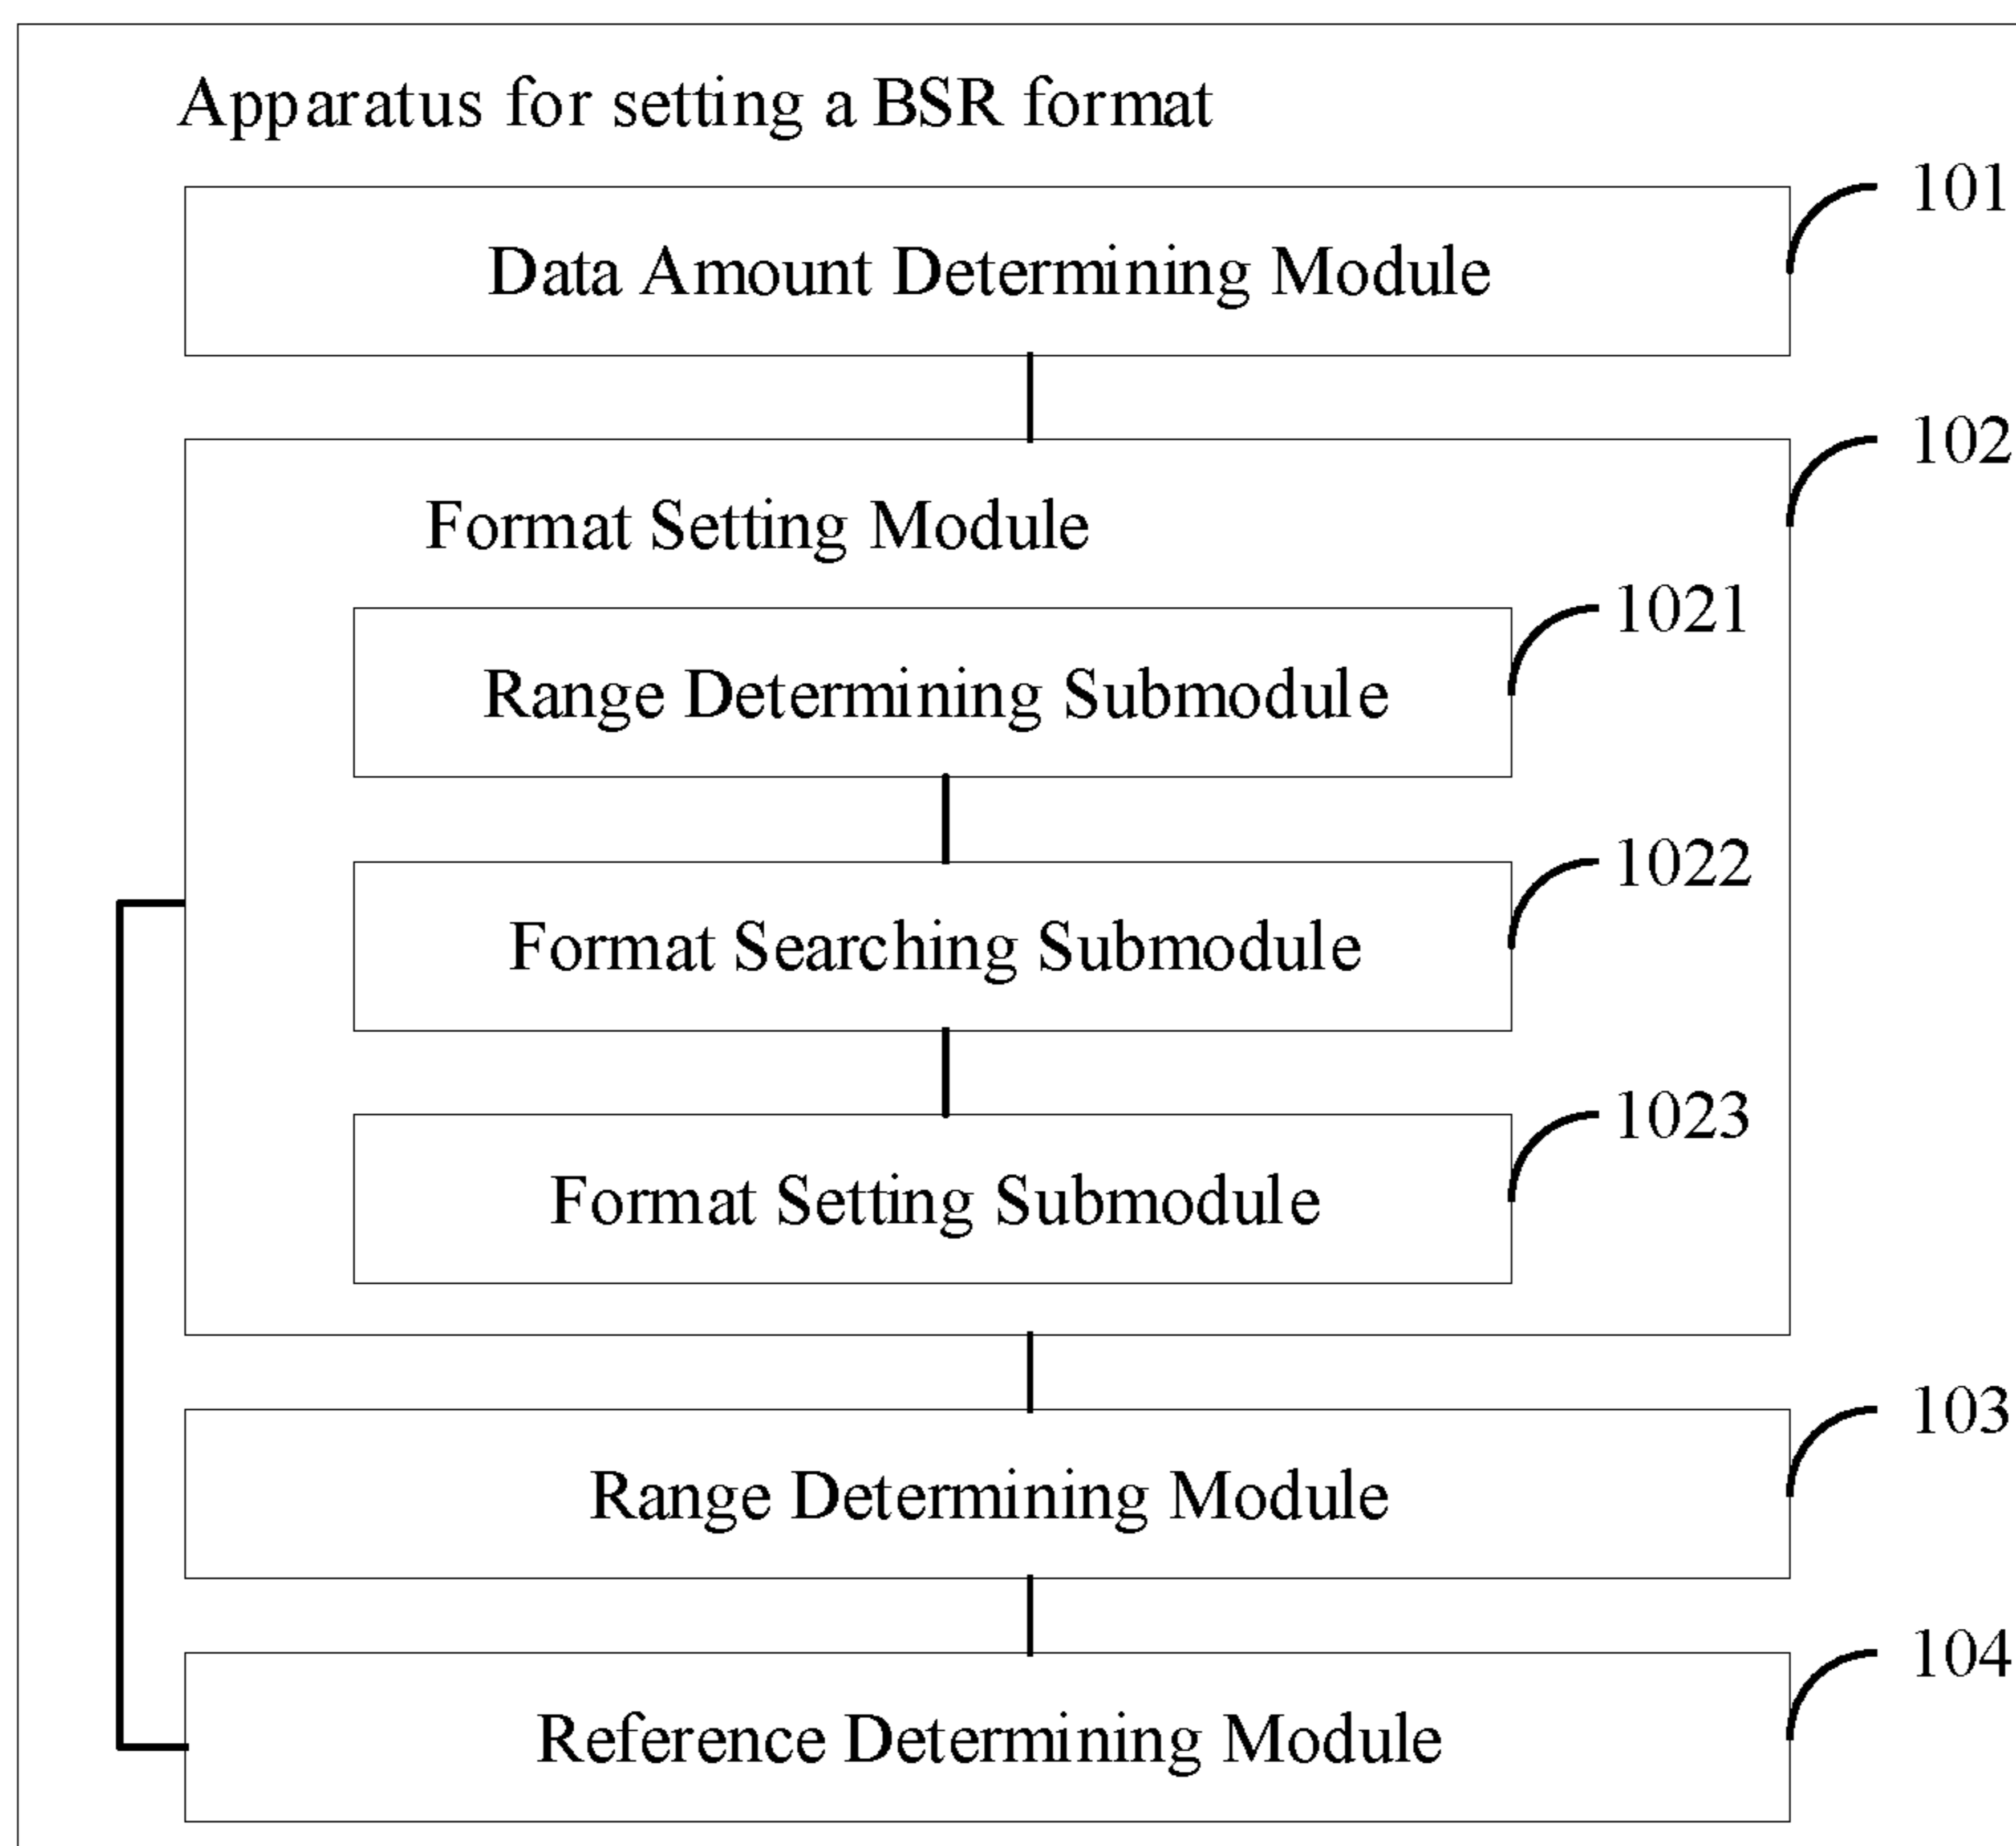 Apparatus for setting a BSR format
101
Data Amount Determining Module
102
Format Setting Module
1021
Range Determining Submodule
1022
Format Searching Submodule
1023
Format Setting Submodule
103
Range Determining Module
104
Reference Determining Module